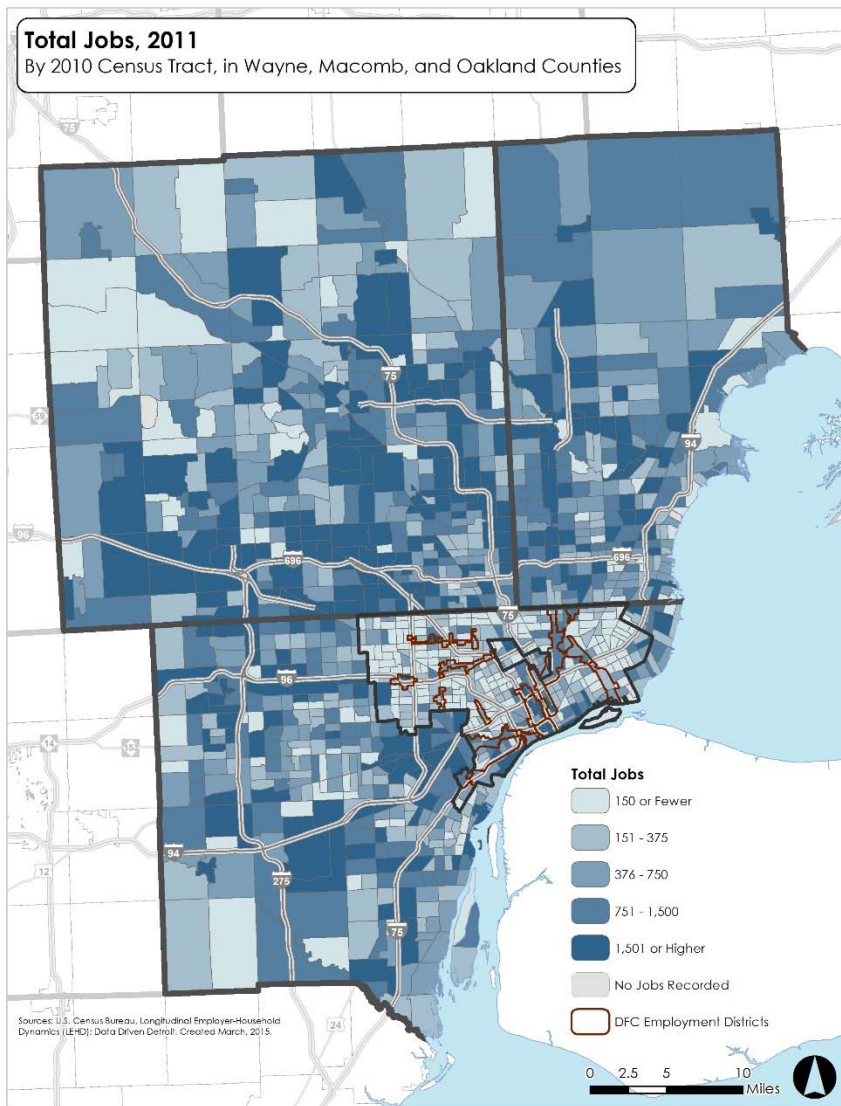 Total Jobs, 2011
By 2010 Census Tract, in Wayne, Macomb, and Oakland Counties
75
59
75
94
96
696
696
75
96
14
153
94
12
275
75
24
Total Jobs
150 or Fewer
151 - 375
376 - 750
751 - 1,500
1,501 or Higher
No Jobs Recorded
DFC Employment Districts
Sources: U.S. Census Bureau, Longitudinal Employer-Household
Dynamics (LEHD); Data Driven Detroit. Created March, 2015.
0 2.5 5 10
Miles